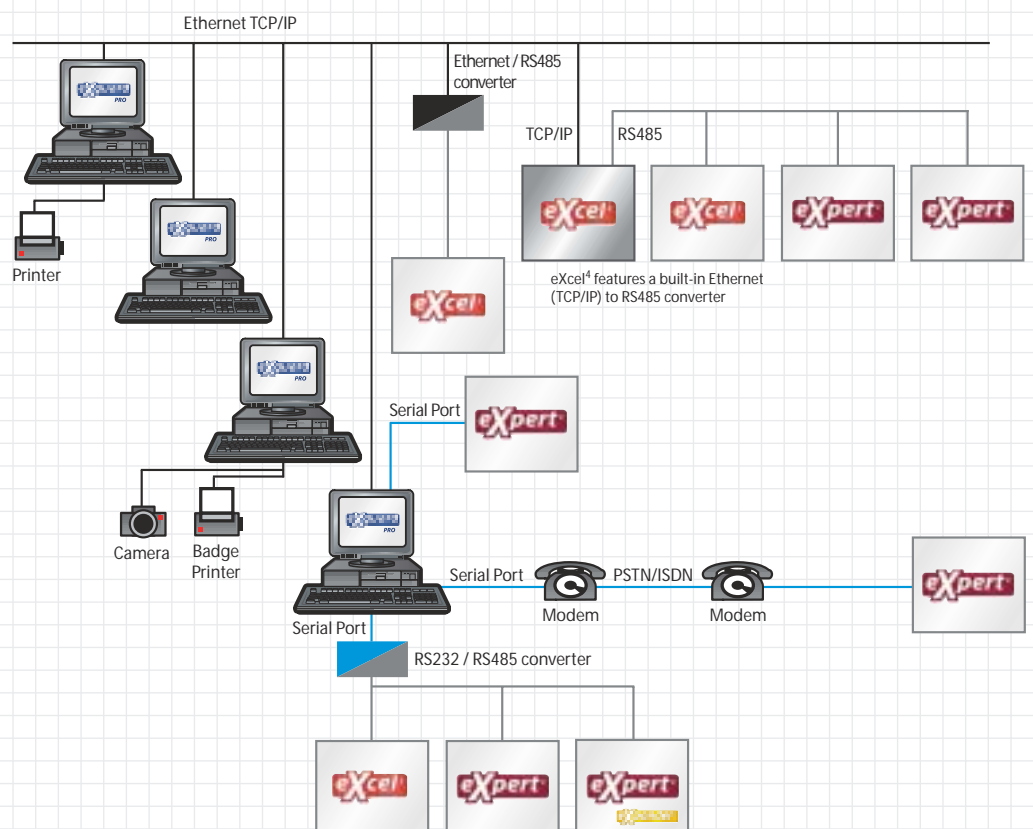 Ethernet TCP/IP
Ethernet / RS485
converter
TCP/IP
RS485
PRO
eXcel
eXcel
eXpert
eXpert
PRO
Printer
eXcel⁴ features a built-in Ethernet
(TCP/IP) to RS485 converter
eXcel
PRO
Serial Port
eXpert
PRO
Camera
Badge
Printer
Serial Port
PSTN/ISDN
Modem
Modem
eXpert
Serial Port
RS232 / RS485 converter
eXcel
eXpert
eXpert